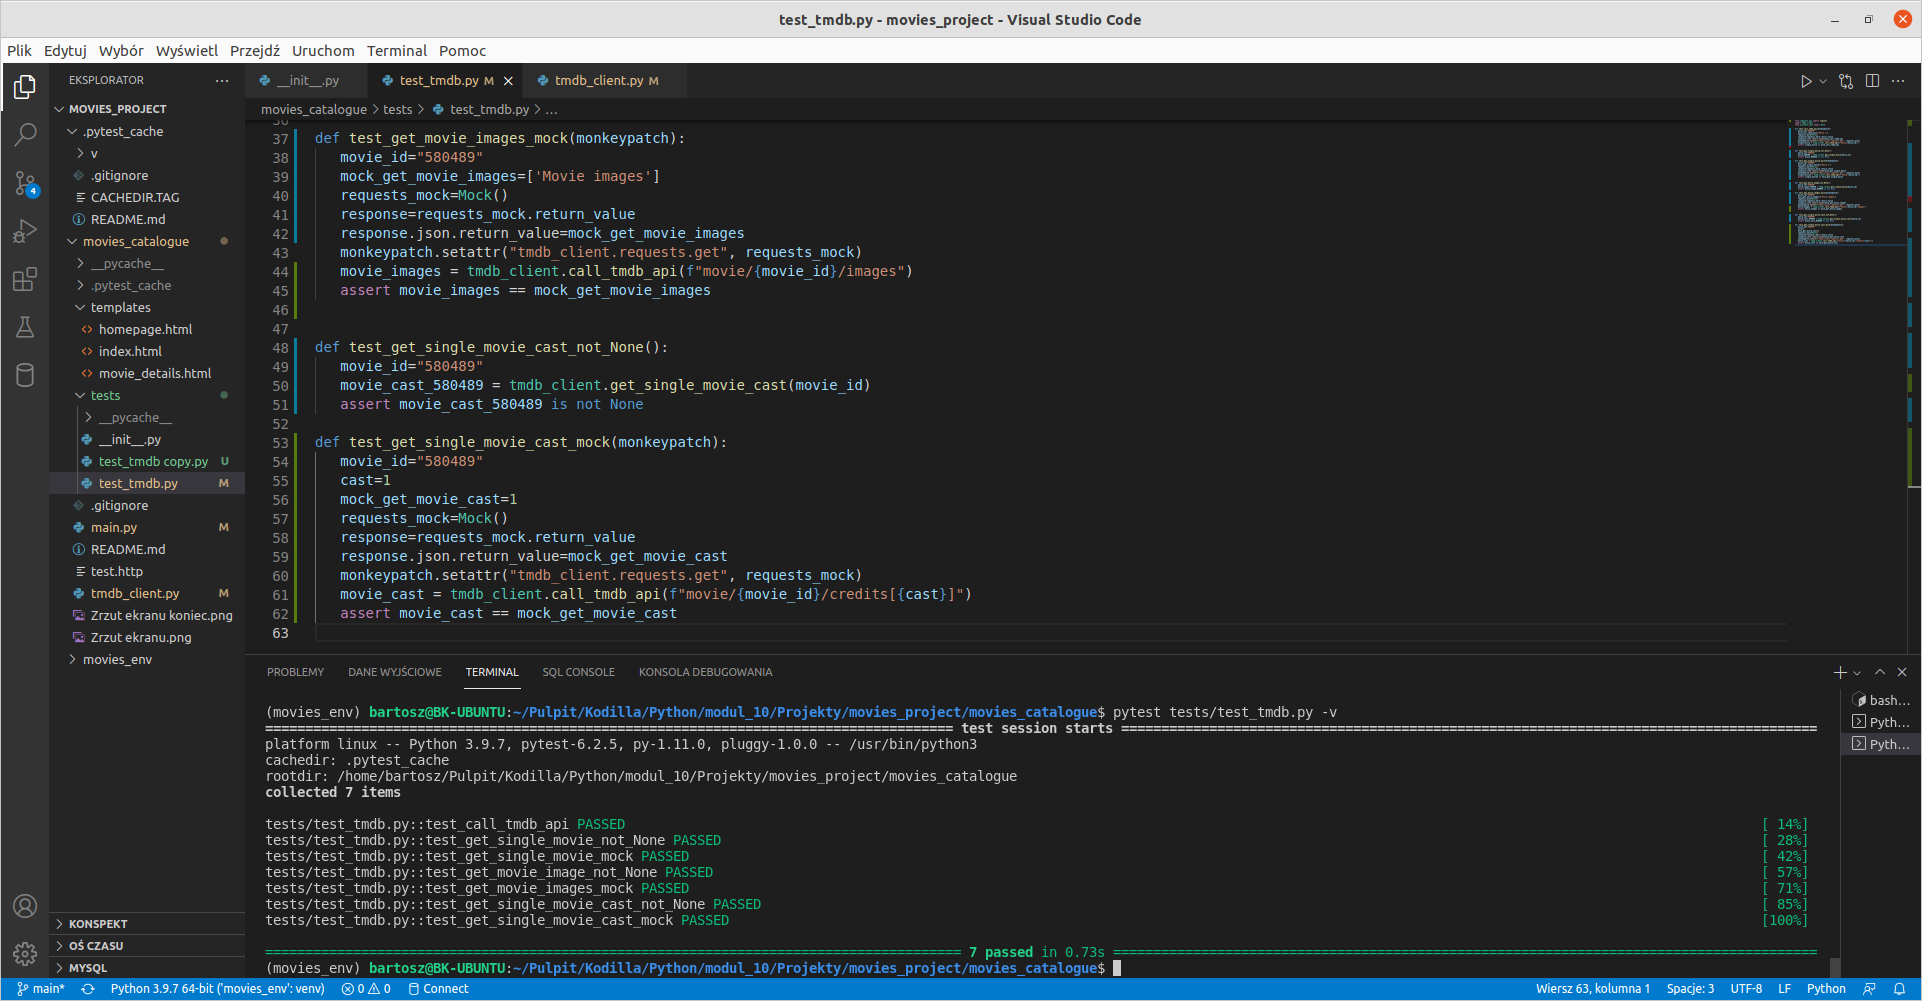 test_tmdb.py - movies_project - Visual Studio Code
Plik Edytuj Wybór Wyświetl Przejdź Uruchom Terminal Pomoc
EKSPLORATOR
MOVIES_PROJECT
.pytest_cache
v
.gitignore
CACHEDIR.TAG
README.md
movies_catalogue
__pycache__
.pytest_cache
templates
homepage.html
index.html
movie_details.html
tests
__pycache__
__init__.py
test_tmdb copy.py U
test_tmdb.py M
.gitignore
main.py M
README.md
test.http
tmdb_client.py M
Zrzut ekranu koniec.png
Zrzut ekranu.png
movies_env
KONSPEKT
OŚ CZASU
MYSQL
4
__init__.py test_tmdb.py M tmdb_client.py M
movies_catalogue > tests > test_tmdb.py > ...
36
37 def test_get_movie_images_mock(monkeypatch):
38 movie_id="580489"
39 mock_get_movie_images=['Movie images']
40 requests_mock=Mock()
41 response=requests_mock.return_value
42 response.json.return_value=mock_get_movie_images
43 monkeypatch.setattr("tmdb_client.requests.get", requests_mock)
44 movie_images = tmdb_client.call_tmdb_api(f"movie/{movie_id}/images")
45 assert movie_images == mock_get_movie_images
46
47
48 def test_get_single_movie_cast_not_None():
49 movie_id="580489"
50 movie_cast_580489 = tmdb_client.get_single_movie_cast(movie_id)
51 assert movie_cast_580489 is not None
52
53 def test_get_single_movie_cast_mock(monkeypatch):
54 movie_id="580489"
55 cast=1
56 mock_get_movie_cast=1
57 requests_mock=Mock()
58 response=requests_mock.return_value
59 response.json.return_value=mock_get_movie_cast
60 monkeypatch.setattr("tmdb_client.requests.get", requests_mock)
61 movie_cast = tmdb_client.call_tmdb_api(f"movie/{movie_id}/credits[{cast}]")
62 assert movie_cast == mock_get_movie_cast
63
PROBLEMY DANE WYJŚCIOWE TERMINAL SQL CONSOLE KONSOLA DEBUGOWANIA
bash...
Pyth...
Pyth...
(movies_env) bartosz@BK-UBUNTU:~/Pulpit/Kodilla/Python/modul_10/Projekty/movies_project/movies_catalogue$ pytest tests/test_tmdb.py -v
test session starts
platform linux -- Python 3.9.7, pytest-6.2.5, py-1.11.0, pluggy-1.0.0 -- /usr/bin/python3
cachedir: .pytest_cache
rootdir: /home/bartosz/Pulpit/Kodilla/Python/modul_10/Projekty/movies_project/movies_catalogue
collected 7 items
tests/test_tmdb.py::test_call_tmdb_api PASSED [ 14%]
tests/test_tmdb.py::test_get_single_movie_not_None PASSED [ 28%]
tests/test_tmdb.py::test_get_single_movie_mock PASSED [ 42%]
tests/test_tmdb.py::test_get_movie_image_not_None PASSED [ 57%]
tests/test_tmdb.py::test_get_movie_images_mock PASSED [ 71%]
tests/test_tmdb.py::test_get_single_movie_cast_not_None PASSED [ 85%]
tests/test_tmdb.py::test_get_single_movie_cast_mock PASSED [100%]
7 passed in 0.73s
(movies_env) bartosz@BK-UBUNTU:~/Pulpit/Kodilla/Python/modul_10/Projekty/movies_project/movies_catalogue$
main* Python 3.9.7 64-bit ('movies_env': venv) 0 0 Connect Wiersz 63, kolumna 1 Spacje: 3 UTF-8 LF Python